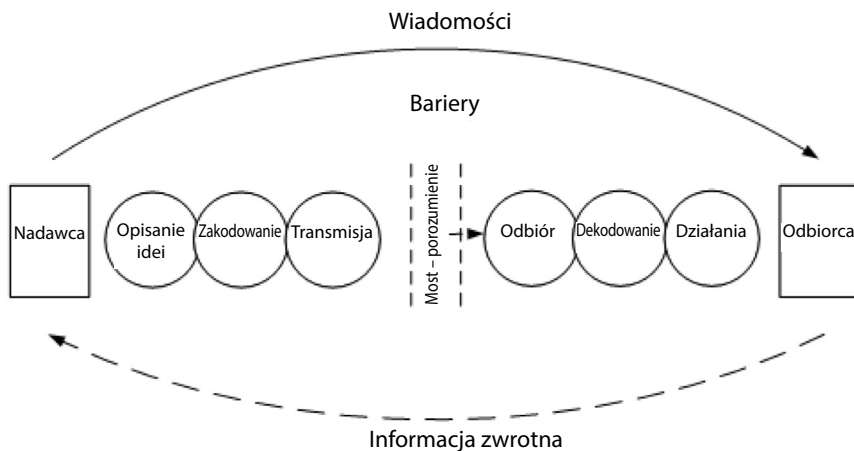 Wiadomości
Bariery
Nadawca
Opisanie
idei
Zakodowanie
Transmisja
Most – porozumienie
Odbiór
Dekodowanie
Działania
Odbiorca
Informacja zwrotna